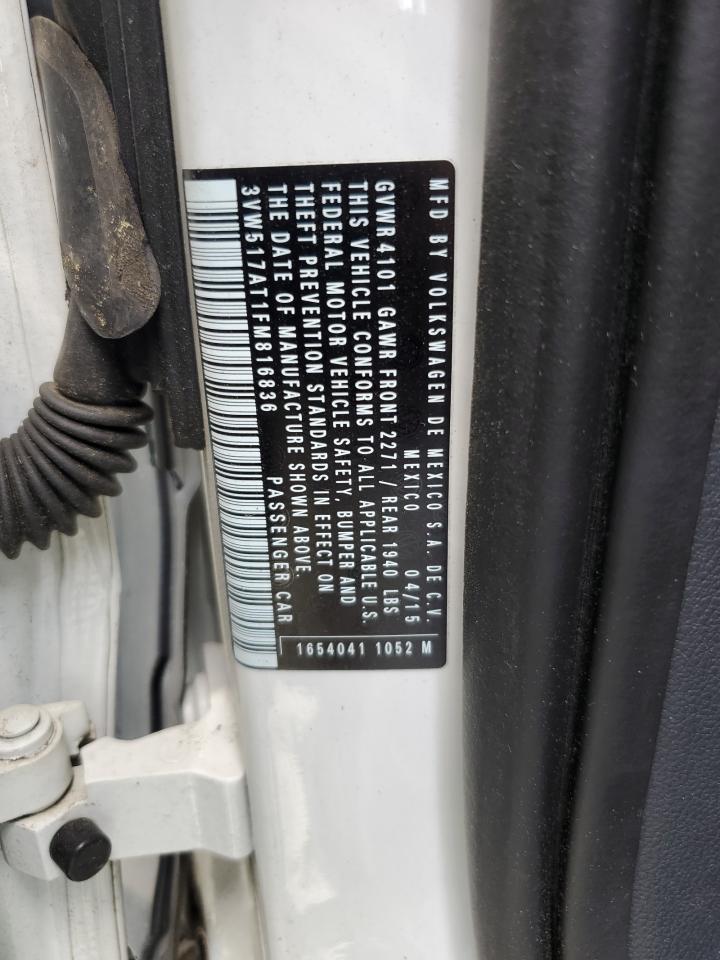 MFD BY VOLKSWAGEN DE MEXICO S.A. DE C.V.
MEXICO 04/15
GVWR 4101 GAWR FRONT 2271 / REAR 1940 LBS
THIS VEHICLE CONFORMS TO ALL APPLICABLE U.S.
FEDERAL MOTOR VEHICLE SAFETY, BUMPER AND
THEFT PREVENTION STANDARDS IN EFFECT ON
THE DATE OF MANUFACTURE SHOWN ABOVE.
3VW517AT1FM816836 PASSENGER CAR
1654041 1052 M